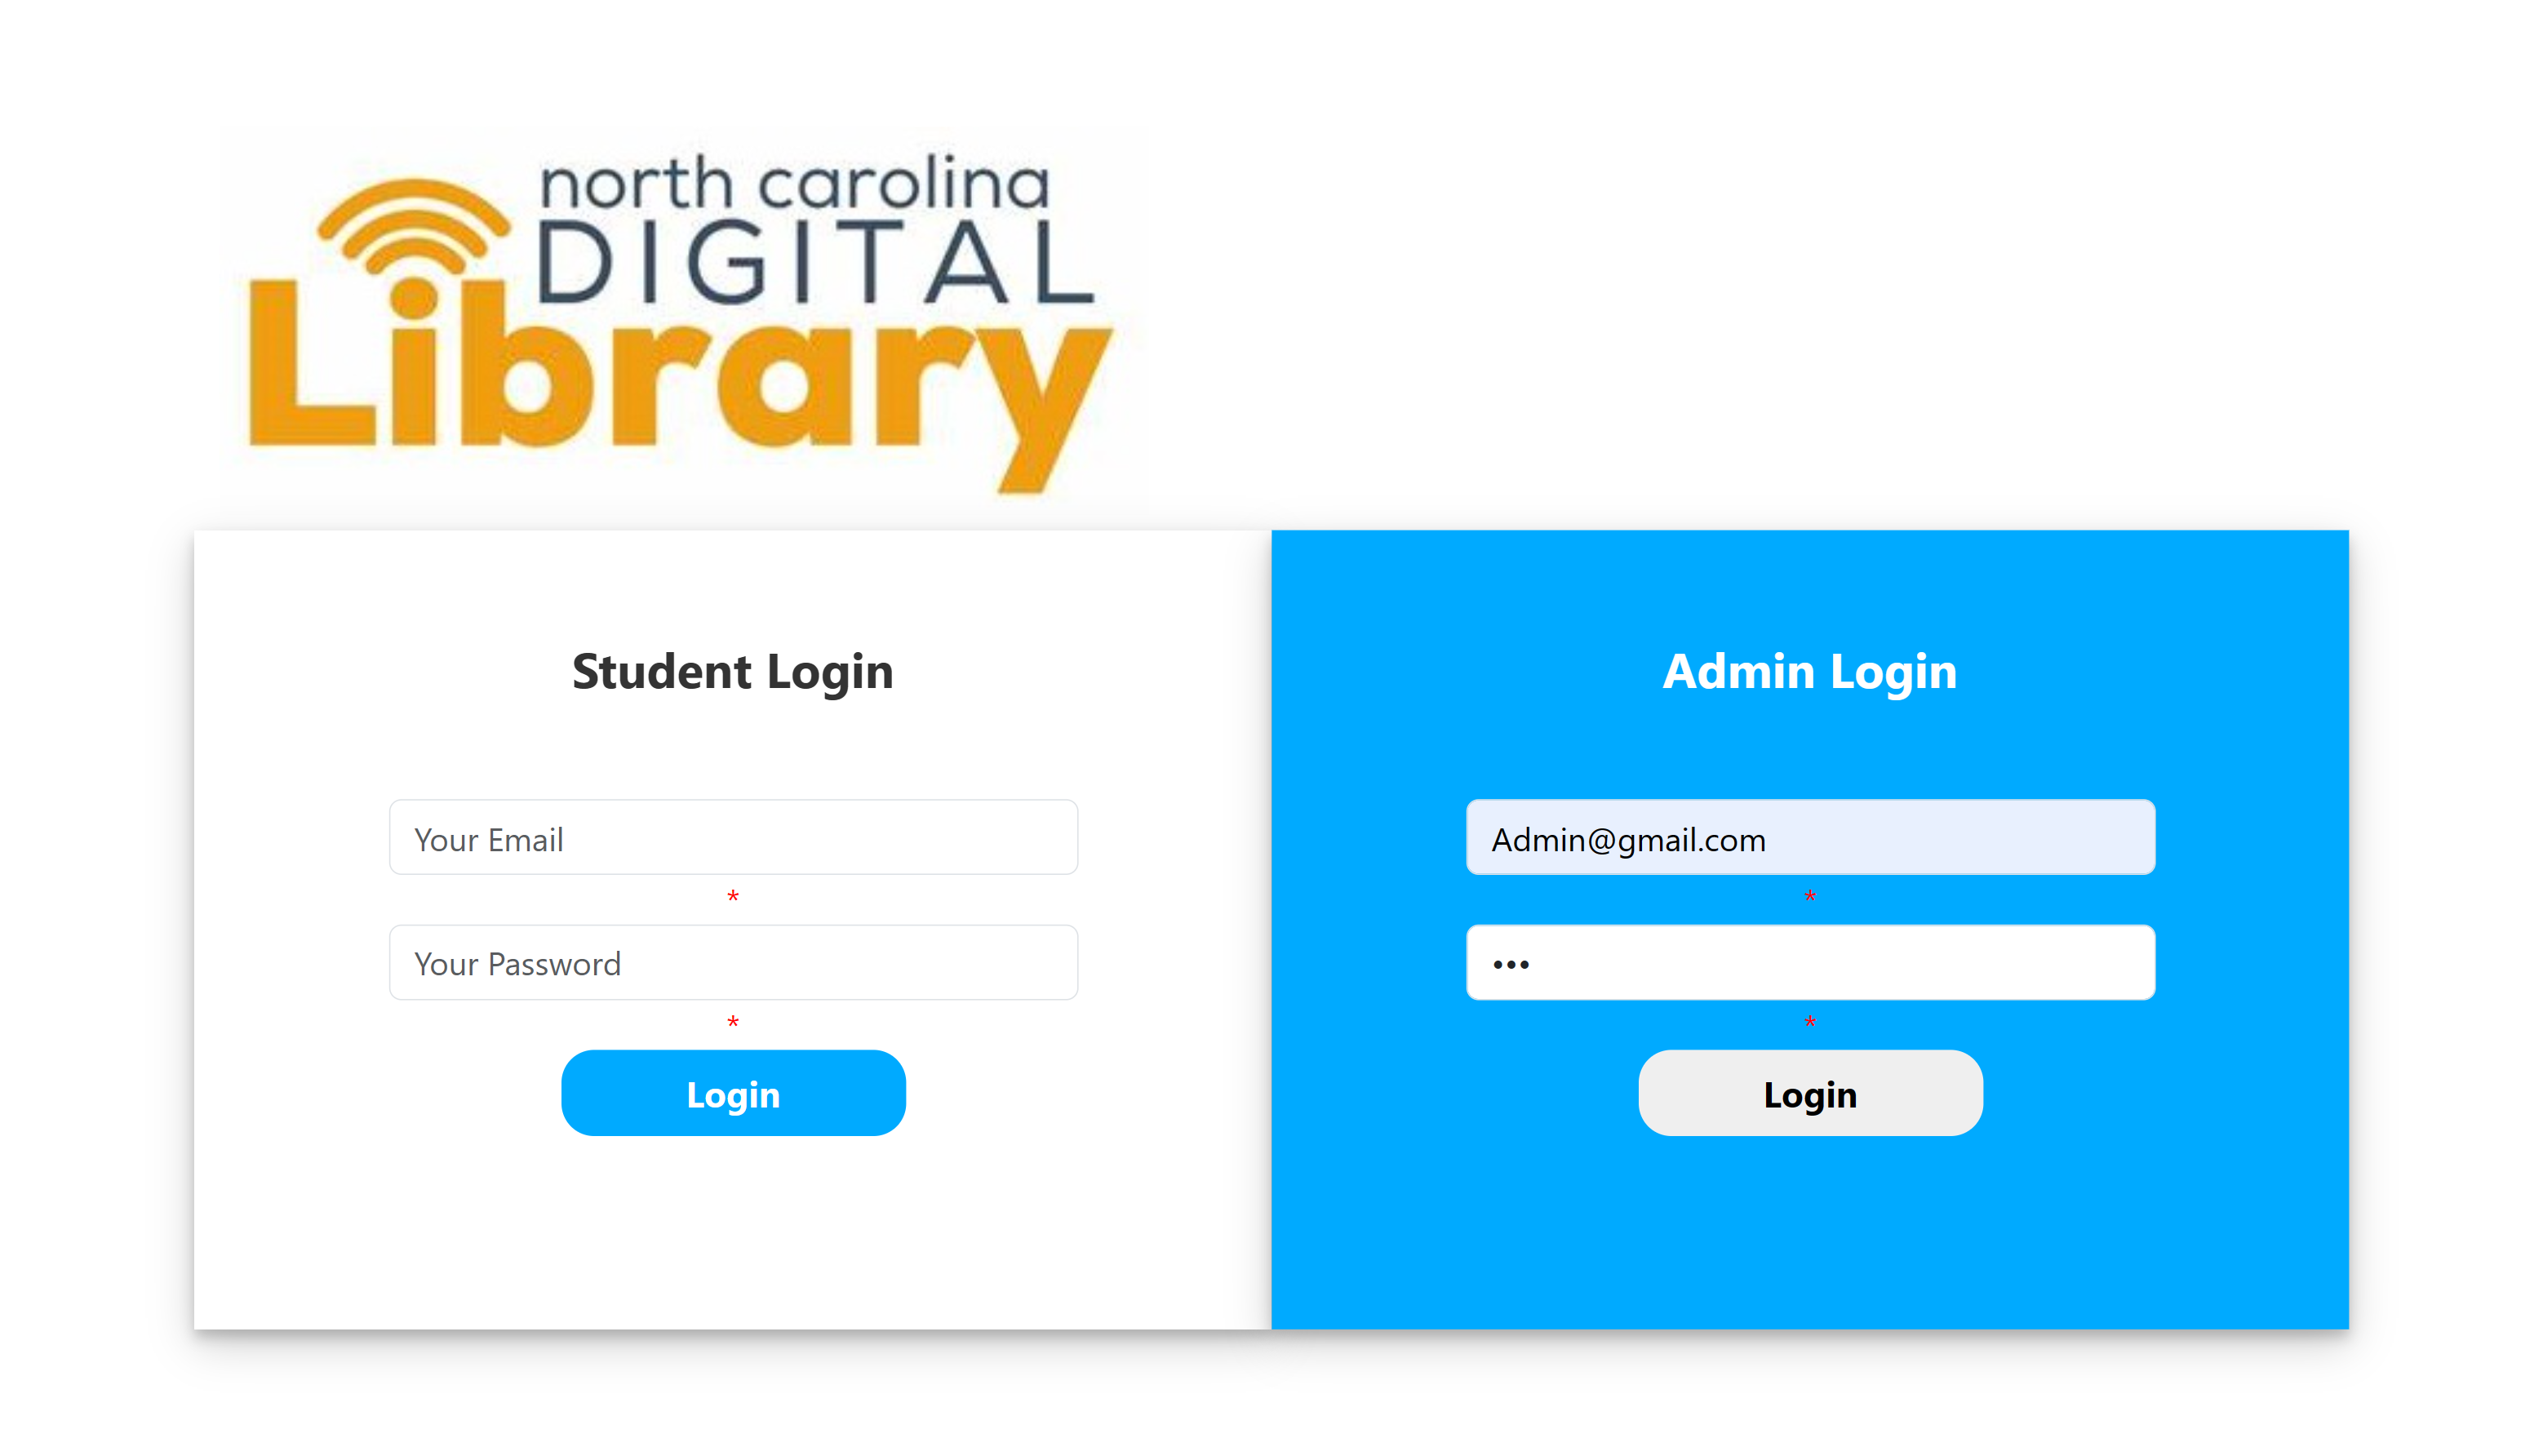 north carolina
DIGITAL
Library
Student Login
Your Email
*
Your Password
*
Login
Admin Login
Admin@gmail.com
*
•••
*
Login